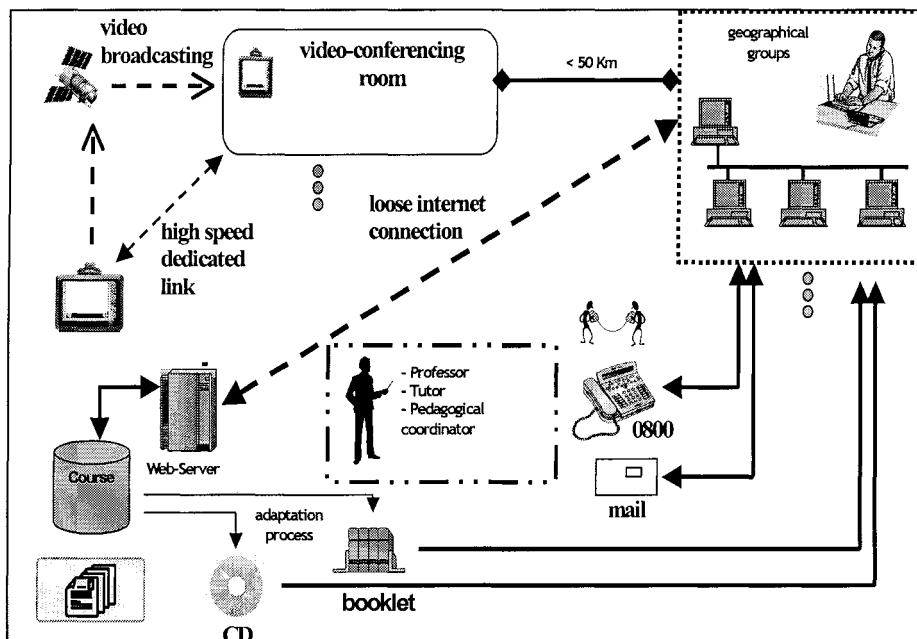 video
broadcasting
video-conferencing
room
< 50 Km
geographical
groups
loose internet
connection
high speed
dedicated
link
- Professor
- Tutor
- Pedagogical
coordinator
0800
Web-Server
mail
Course
adaptation
process
booklet
CD